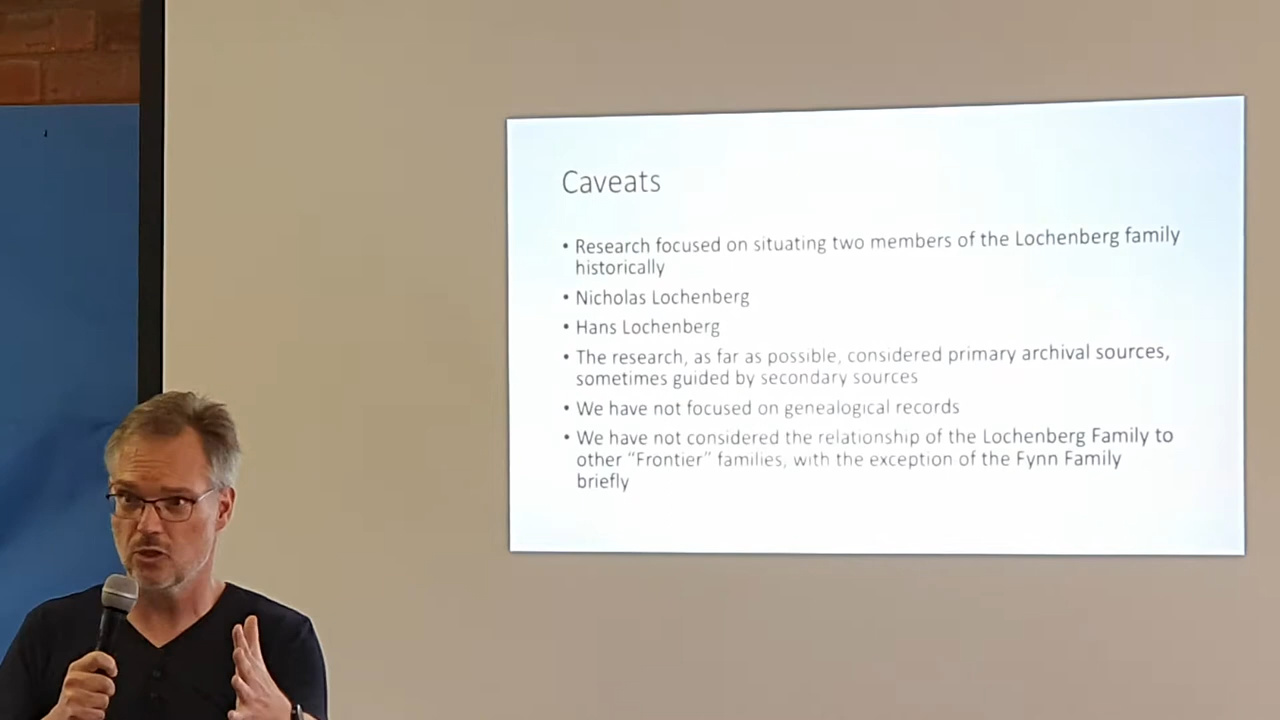 Caveats
• Research focused on situating two members of the Lochenberg family
historically
• Nicholas Lochenberg
• Hans Lochenberg
• The research, as far as possible, considered primary archival sources,
sometimes guided by secondary sources
• We have not focused on genealogical records
• We have not considered the relationship of the Lochenberg Family to
other “Frontier” families, with the exception of the Fynn Family
briefly